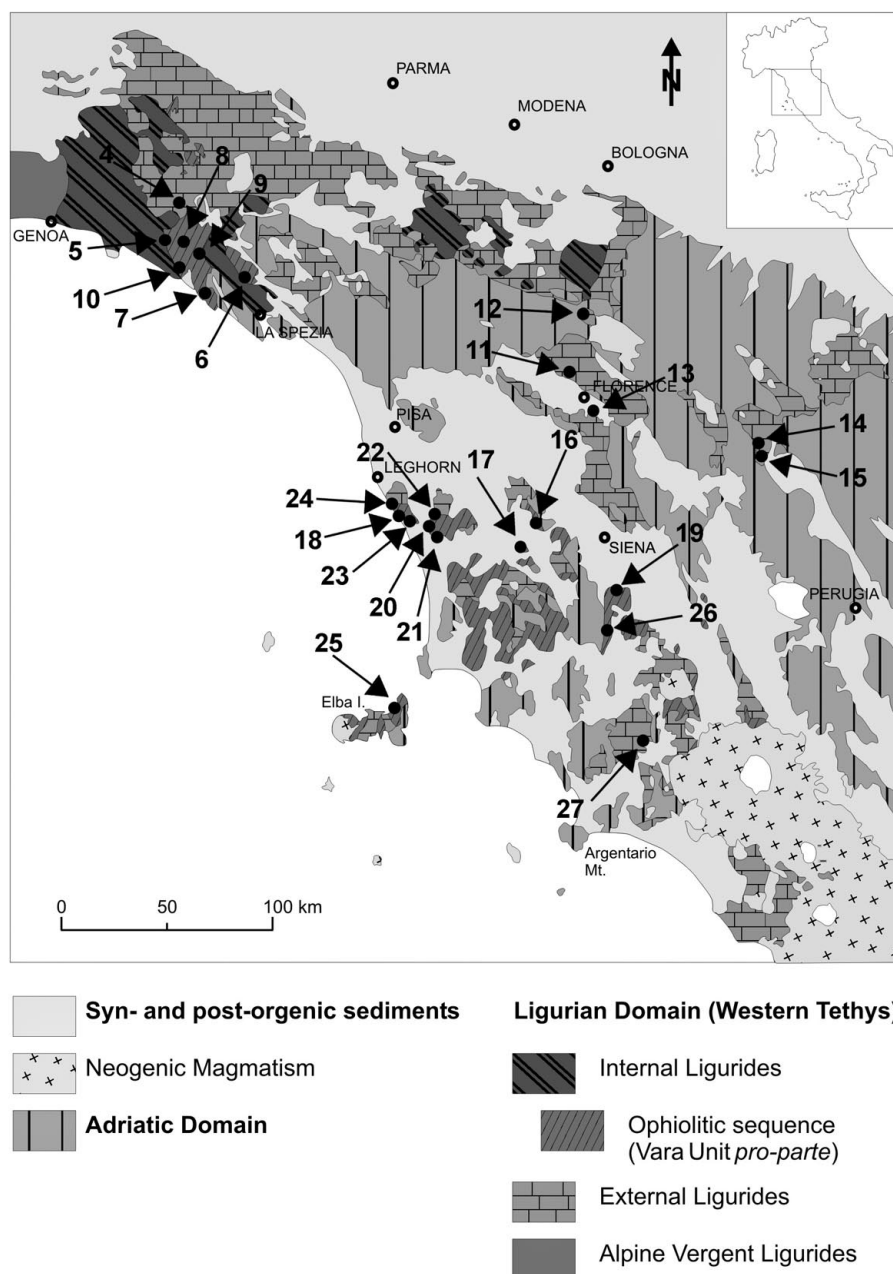 PARMA
N
MODENA
BOLOGNA
4
8
9
GENOA
5
10
7
6
LA SPEZIA
12
11
FLORENCE
13
PISA
14
15
22
17
16
LEGHORN
24
18
23
20
21
SIENA
19
PERUGIA
26
25
Elba I.
27
Argentario
Mt.
0 50 100 km
Syn- and post-orgenic sediments
Neogenic Magmatism
Adriatic Domain
Ligurian Domain (Western Tethys)
Internal Ligurides
Ophiolitic sequence
(Vara Unit pro-parte)
External Ligurides
Alpine Vergent Ligurides